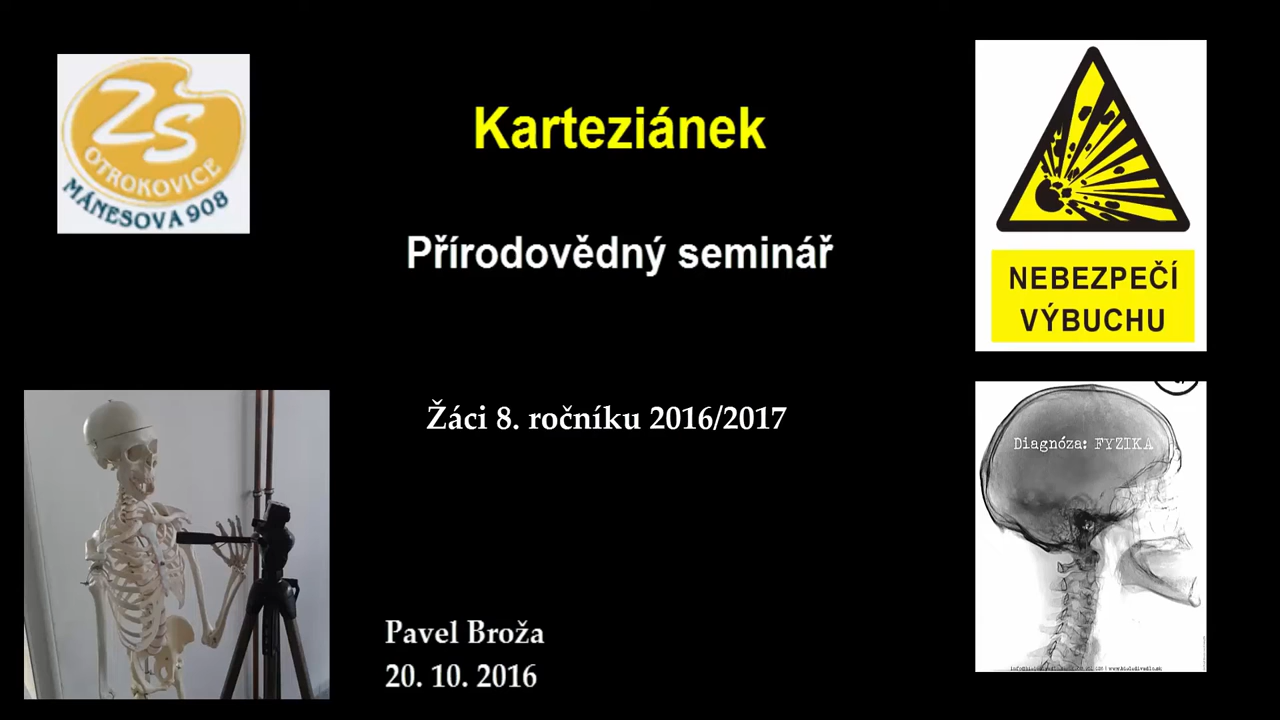 ZŠ
OTROKOVICE
MÁNESOVA 908
Karteziánek
Přírodovědný seminář
NEBEZPEČÍ
VÝBUCHU
Žáci 8. ročníku 2016/2017
Diagnóza: FYZIKA
Pavel Broža
20. 10. 2016